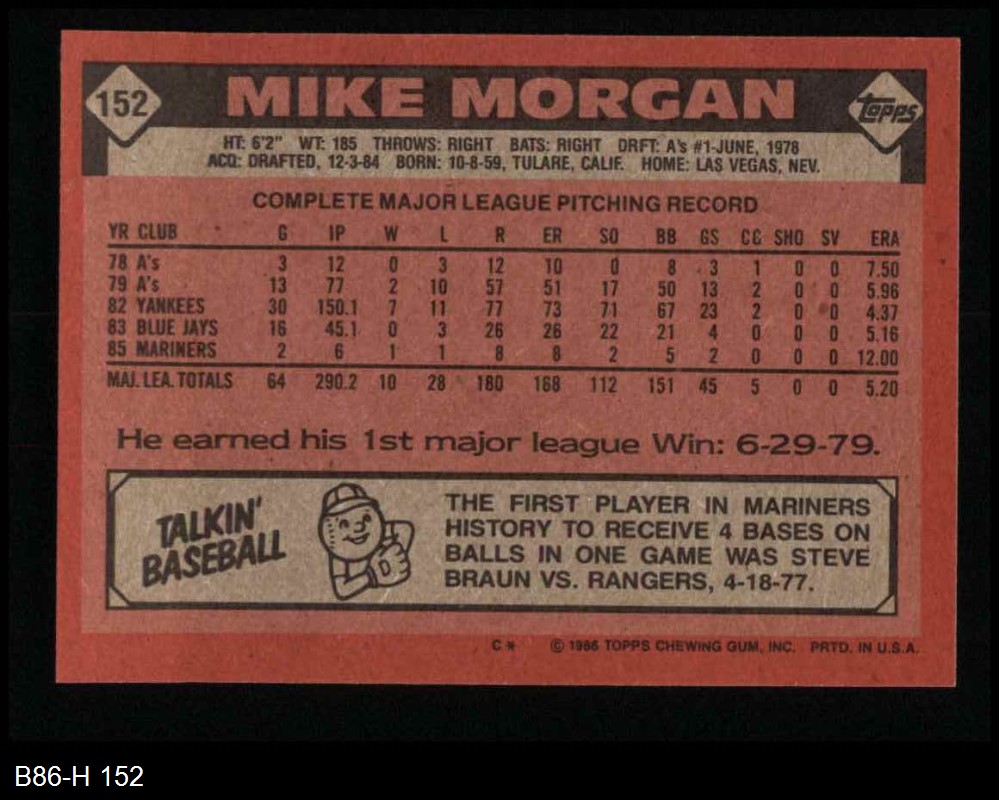 152 MIKE MORGAN Topps
HT: 6'2" WT: 185 THROWS: RIGHT BATS: RIGHT DRFT: A's #1-JUNE, 1978
ACQ: DRAFTED, 12-3-84 BORN: 10-8-59, TULARE, CALIF. HOME: LAS VEGAS, NEV.
COMPLETE MAJOR LEAGUE PITCHING RECORD
YR CLUB G IP W L R ER SO BB GS CG SHO SV ERA
78 A's 3 12 0 3 12 10 0 8 3 1 0 0 7.50
79 A's 13 77 2 10 57 51 17 50 13 2 0 0 5.96
82 YANKEES 30 150.1 7 11 77 73 71 67 23 2 0 0 4.37
83 BLUE JAYS 16 45.1 0 3 26 26 22 21 4 0 0 0 5.16
85 MARINERS 2 6 1 1 8 8 2 5 2 0 0 0 12.00
MAJ. LEA. TOTALS 64 290.2 10 28 180 168 112 151 45 5 0 0 5.20
He earned his 1st major league Win: 6-29-79.
TALKIN'
BASEBALL
D
THE FIRST PLAYER IN MARINERS
HISTORY TO RECEIVE 4 BASES ON
BALLS IN ONE GAME WAS STEVE
BRAUN VS. RANGERS, 4-18-77.
C * © 1986 TOPPS CHEWING GUM, INC. PRTD. IN U.S.A.
B86-H 152